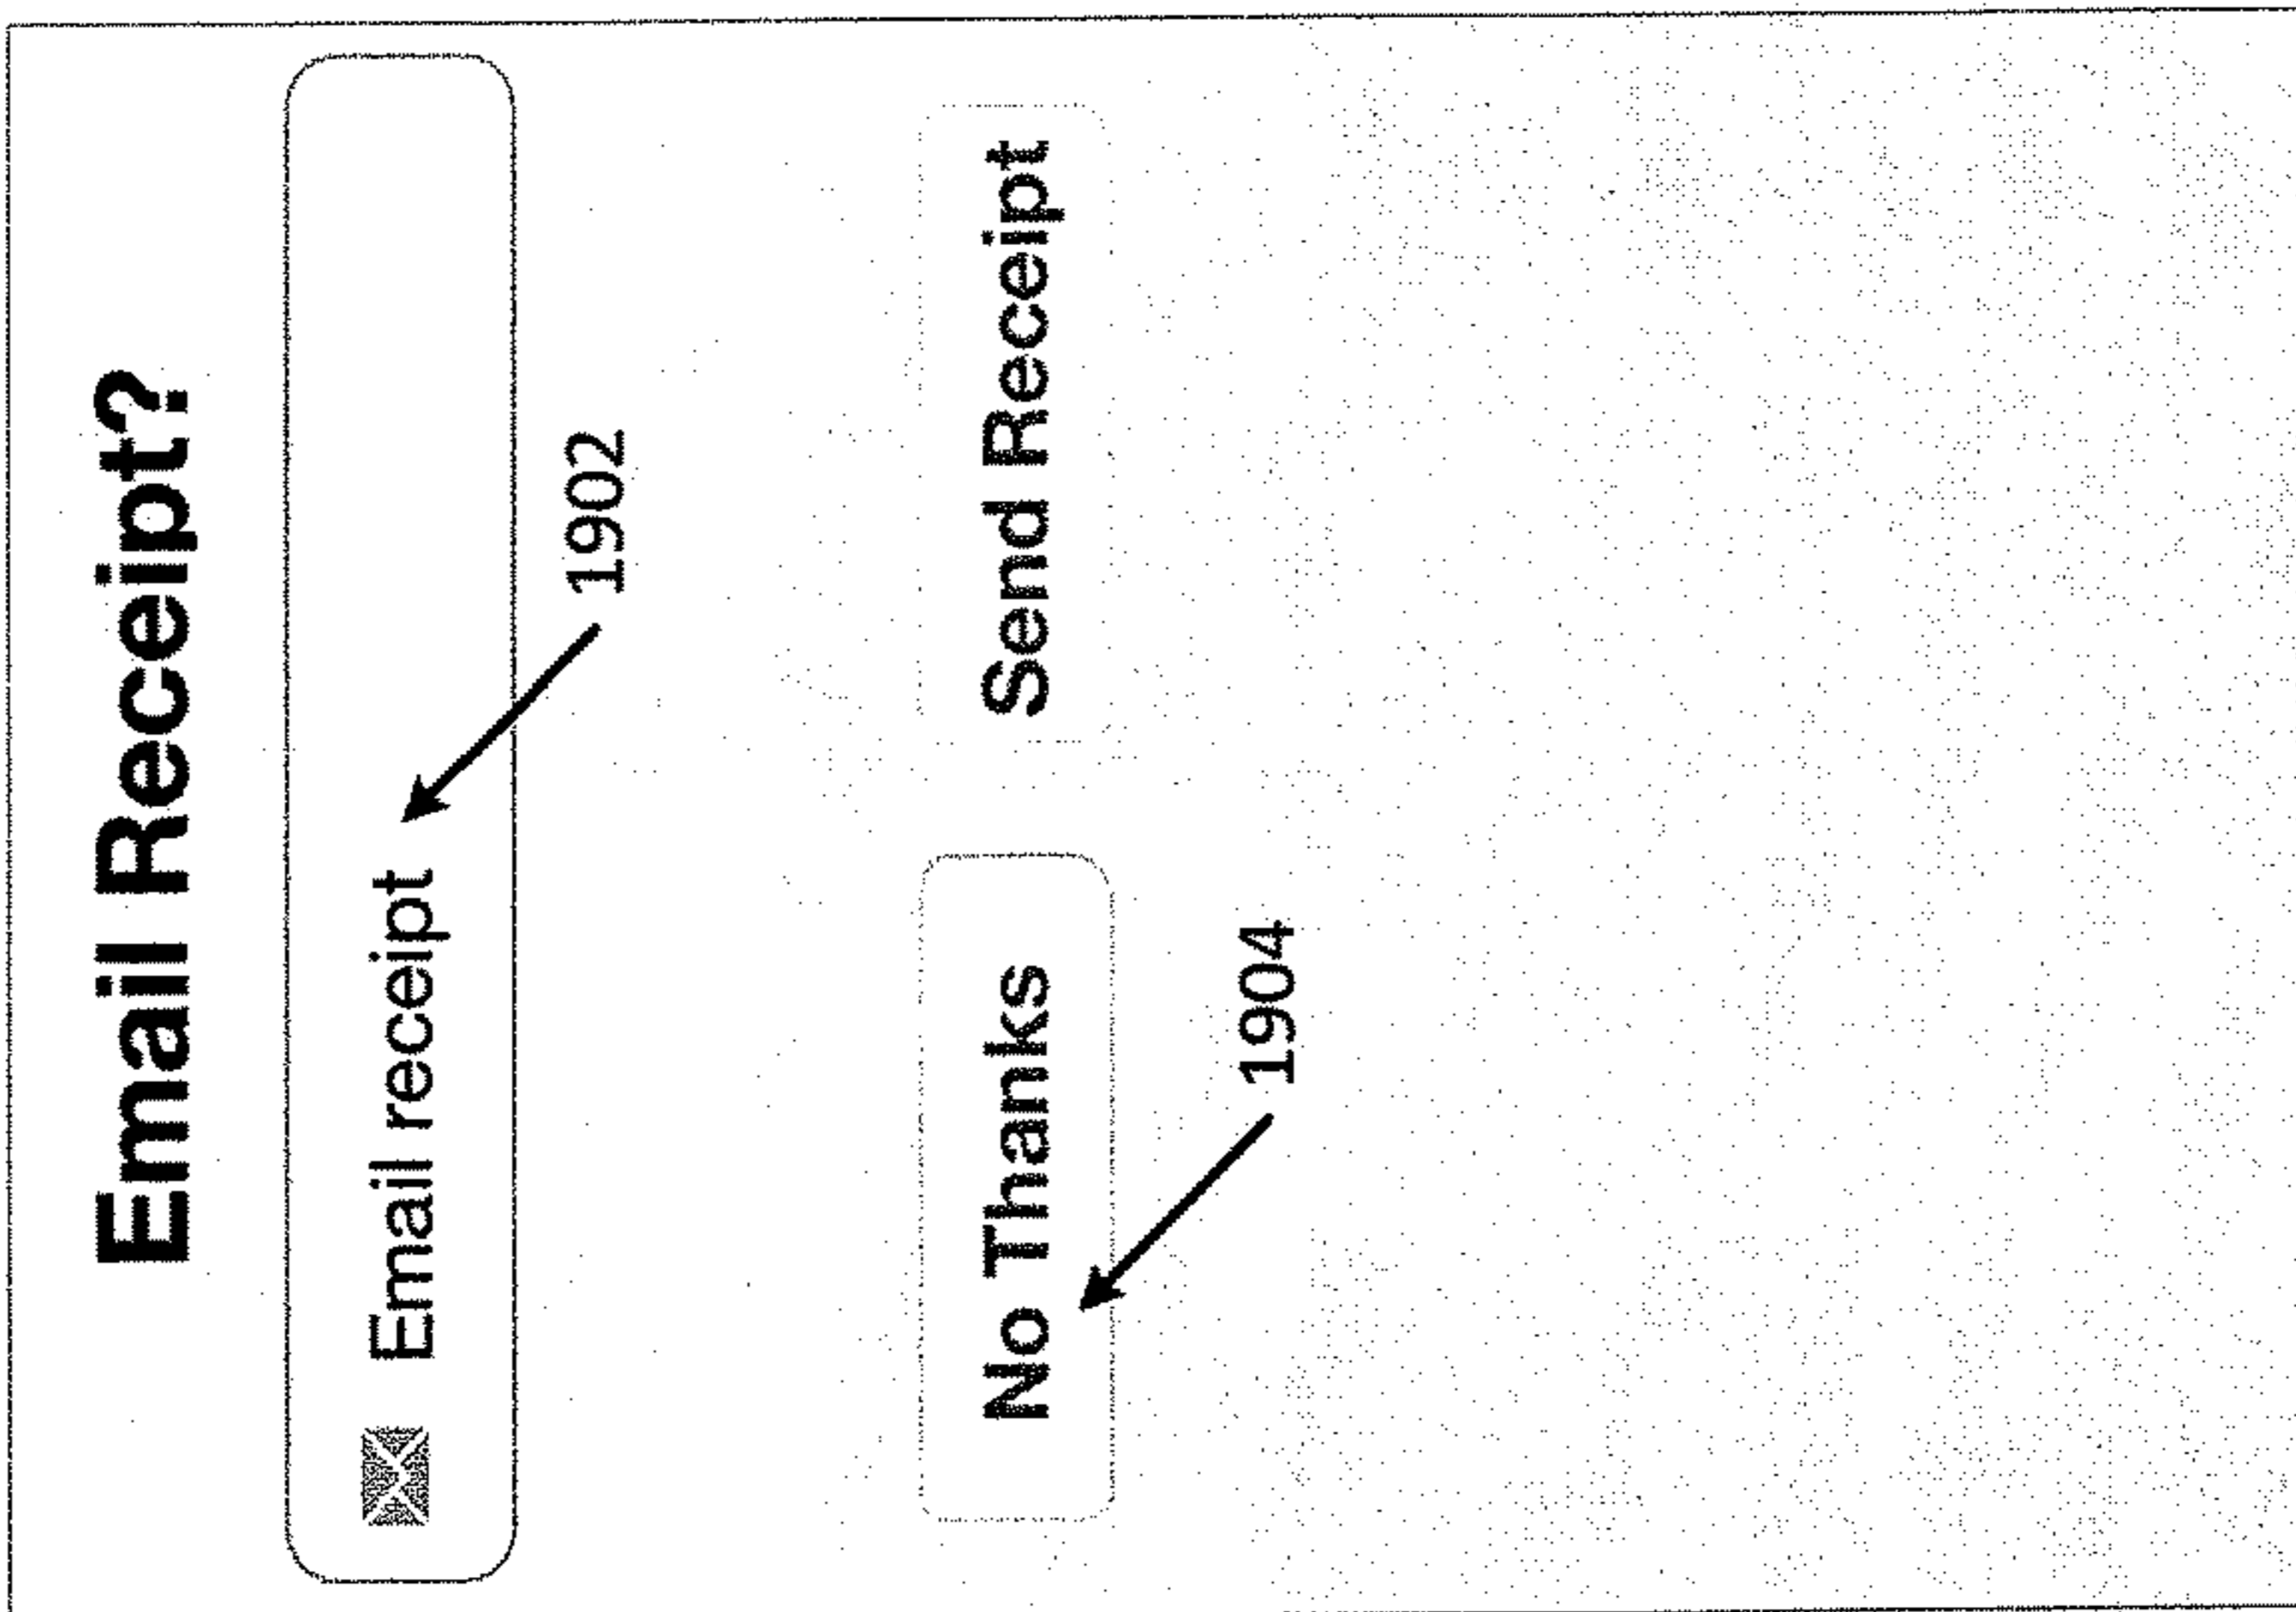 Email Receipt?
Email receipt
1902
No Thanks
Send Receipt
1904